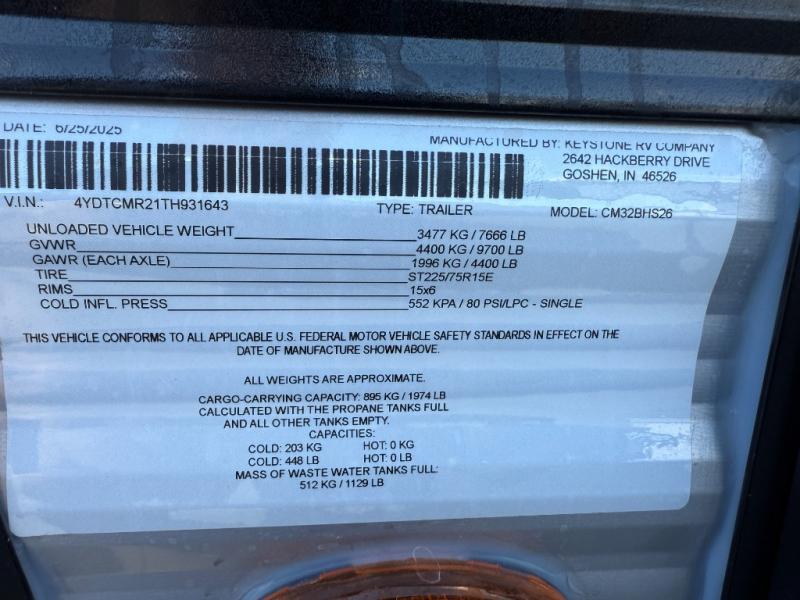 DATE: 6/25/2025
MANUFACTURED BY: KEYSTONE RV COMPANY
2642 HACKBERRY DRIVE
GOSHEN, IN 46526
V.I.N.: 4YDTCMR21TH931643 TYPE: TRAILER MODEL: CM32BHS26
UNLOADED VEHICLE WEIGHT 3477 KG / 7666 LB
GVWR 4400 KG / 9700 LB
GAWR (EACH AXLE) 1996 KG / 4400 LB
TIRE ST225/75R15E
RIMS 15x6
COLD INFL. PRESS 552 KPA / 80 PSI/LPC - SINGLE
THIS VEHICLE CONFORMS TO ALL APPLICABLE U.S. FEDERAL MOTOR VEHICLE SAFETY STANDARDS IN EFFECT ON THE
DATE OF MANUFACTURE SHOWN ABOVE.
ALL WEIGHTS ARE APPROXIMATE.
CARGO-CARRYING CAPACITY: 895 KG / 1974 LB
CALCULATED WITH THE PROPANE TANKS FULL
AND ALL OTHER TANKS EMPTY.
CAPACITIES:
COLD: 203 KG HOT: 0 KG
COLD: 448 LB HOT: 0 LB
MASS OF WASTE WATER TANKS FULL:
512 KG / 1129 LB